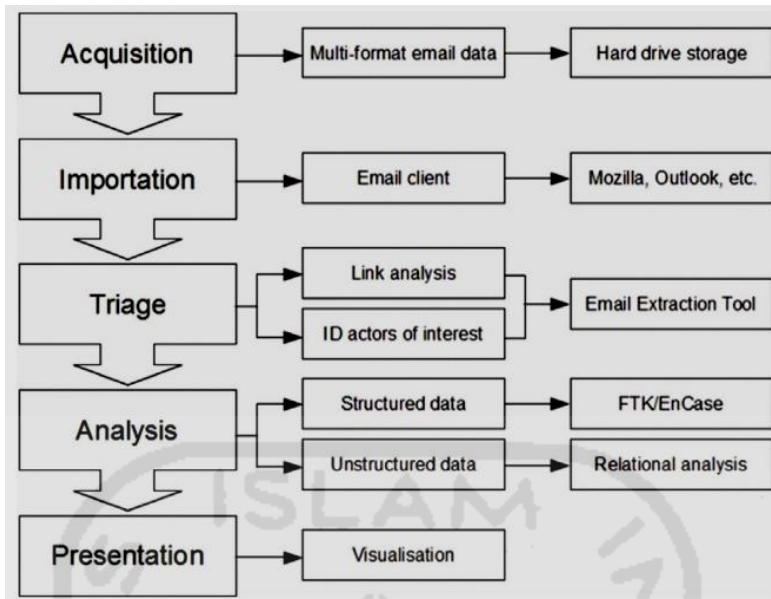 Acquisition
Multi-format email data
Hard drive storage
Importation
Email client
Mozilla, Outlook, etc.
Triage
Link analysis
ID actors of interest
Email Extraction Tool
Analysis
Structured data
FTK/EnCase
Unstructured data
Relational analysis
Presentation
Visualisation
ISLAM